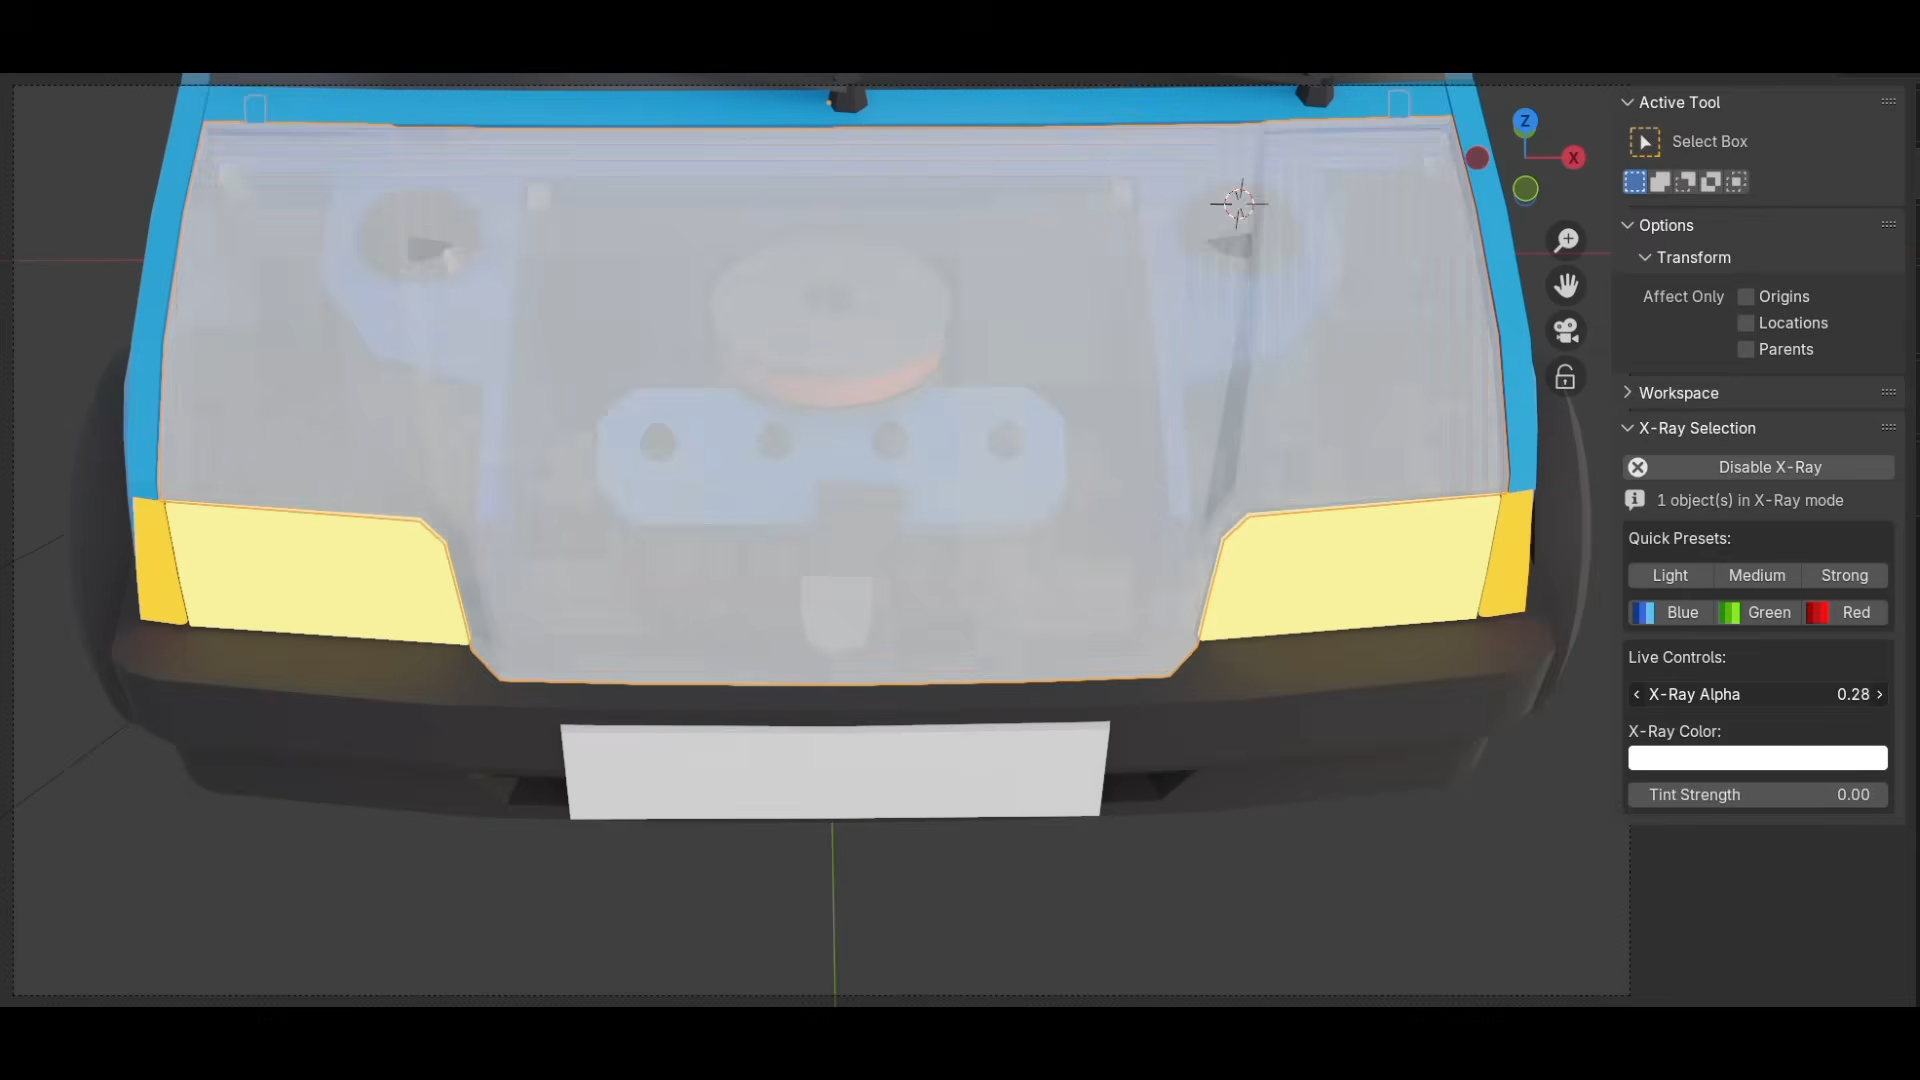 Active Tool
Z
Select Box
X
Options
Transform
Affect Only Origins
Locations
Parents
Workspace
X-Ray Selection
Disable X-Ray
1 object(s) in X-Ray mode
Quick Presets:
Light Medium Strong
Blue Green Red
Live Controls:
X-Ray Alpha 0.28
X-Ray Color:
Tint Strength 0.00